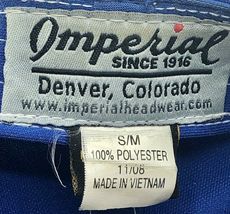 Imperial
SINCE 1916
Denver, Colorado
www.imperialheadwear.com
S/M
100% POLYESTER
11/08
MADE IN VIETNAM